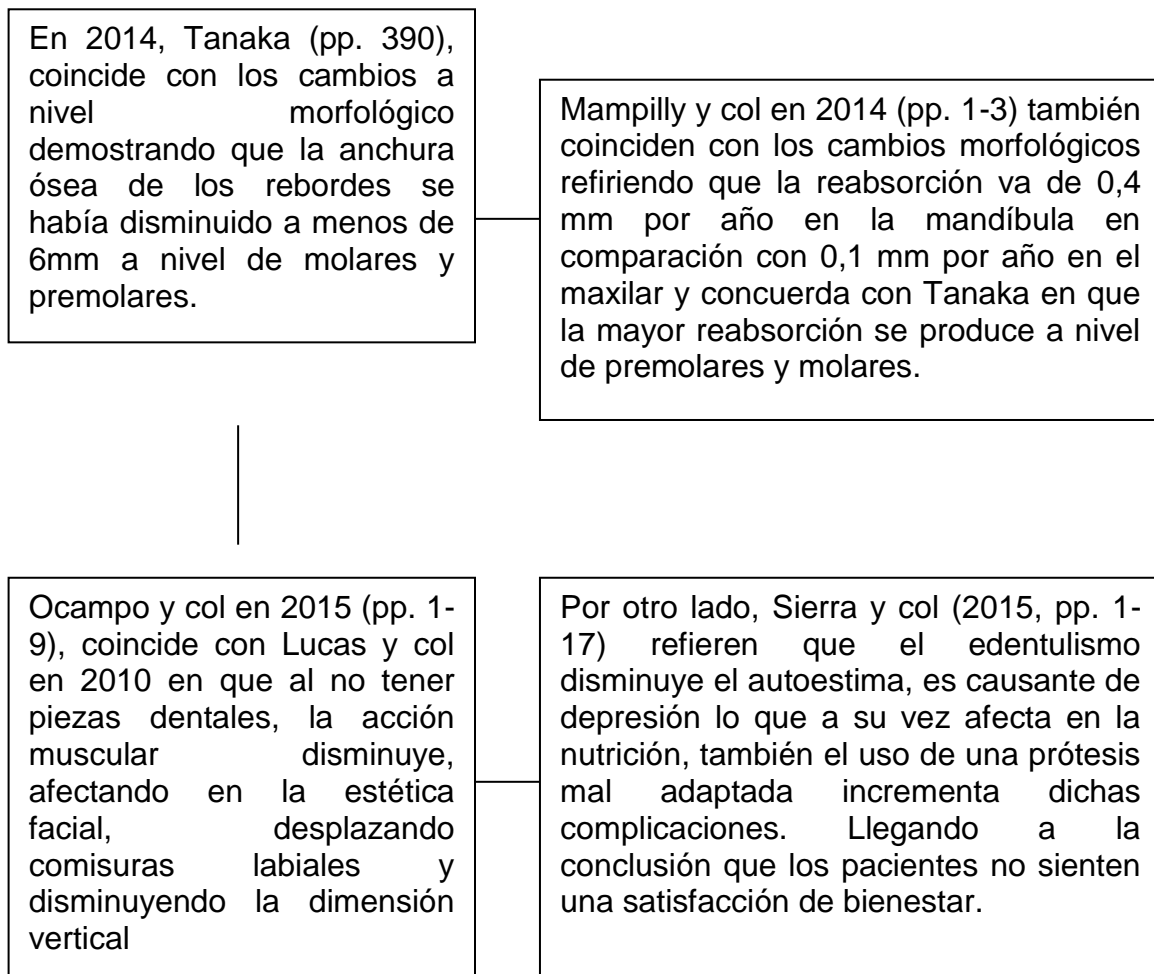 En 2014, Tanaka (pp. 390),
coincide con los cambios a
nivel morfológico
demostrando que la anchura
ósea de los rebordes se
había disminuido a menos de
6mm a nivel de molares y
premolares.
Mampilly y col en 2014 (pp. 1-3) también
coinciden con los cambios morfológicos
refiriendo que la reabsorción va de 0,4
mm por año en la mandíbula en
comparación con 0,1 mm por año en el
maxilar y concuerda con Tanaka en que
la mayor reabsorción se produce a nivel
de premolares y molares.
Ocampo y col en 2015 (pp. 1-
9), coincide con Lucas y col
en 2010 en que al no tener
piezas dentales, la acción
muscular disminuye,
afectando en la estética
facial, desplazando
comisuras labiales y
disminuyendo la dimensión
vertical
Por otro lado, Sierra y col (2015, pp. 1-
17) refieren que el edentulismo
disminuye el autoestima, es causante de
depresión lo que a su vez afecta en la
nutrición, también el uso de una prótesis
mal adaptada incrementa dichas
complicaciones. Llegando a la
conclusión que los pacientes no sienten
una satisfacción de bienestar.